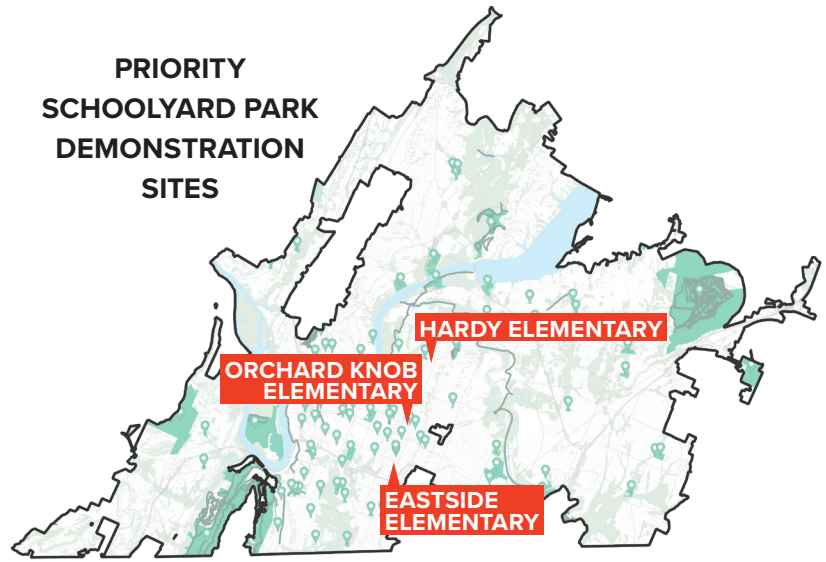 PRIORITY
SCHOOLYARD PARK
DEMONSTRATION
SITES
HARDY ELEMENTARY
ORCHARD KNOB
ELEMENTARY
EASTSIDE
ELEMENTARY